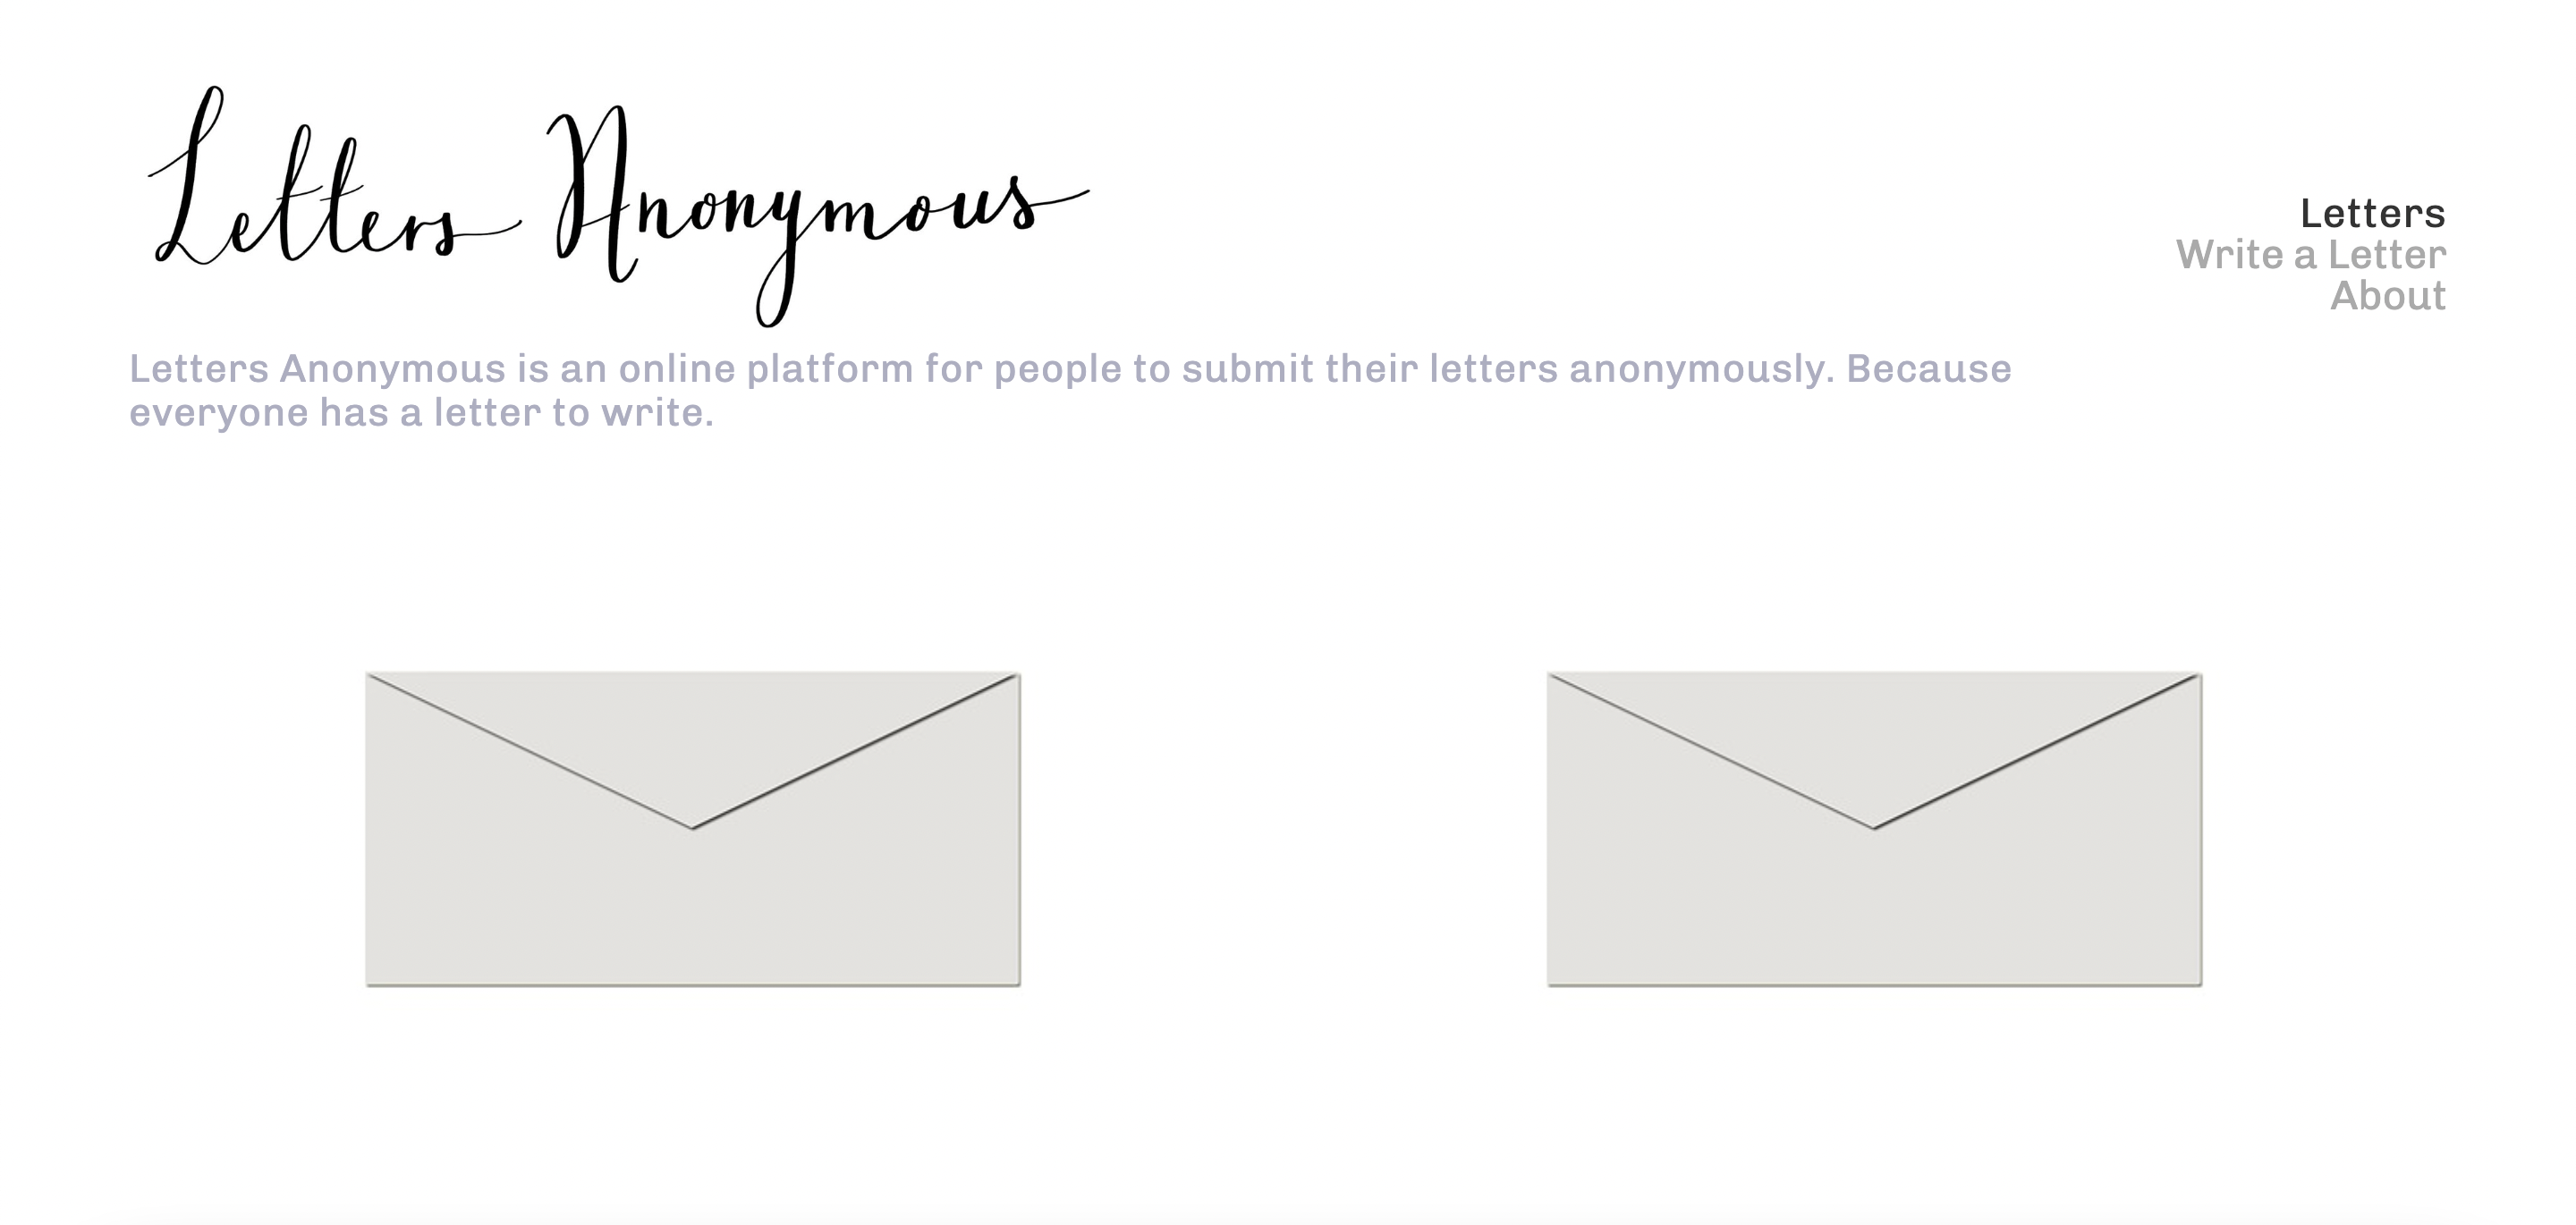 Letters Anonymous
Letters
Write a Letter
About
Letters Anonymous is an online platform for people to submit their letters anonymously. Because
everyone has a letter to write.